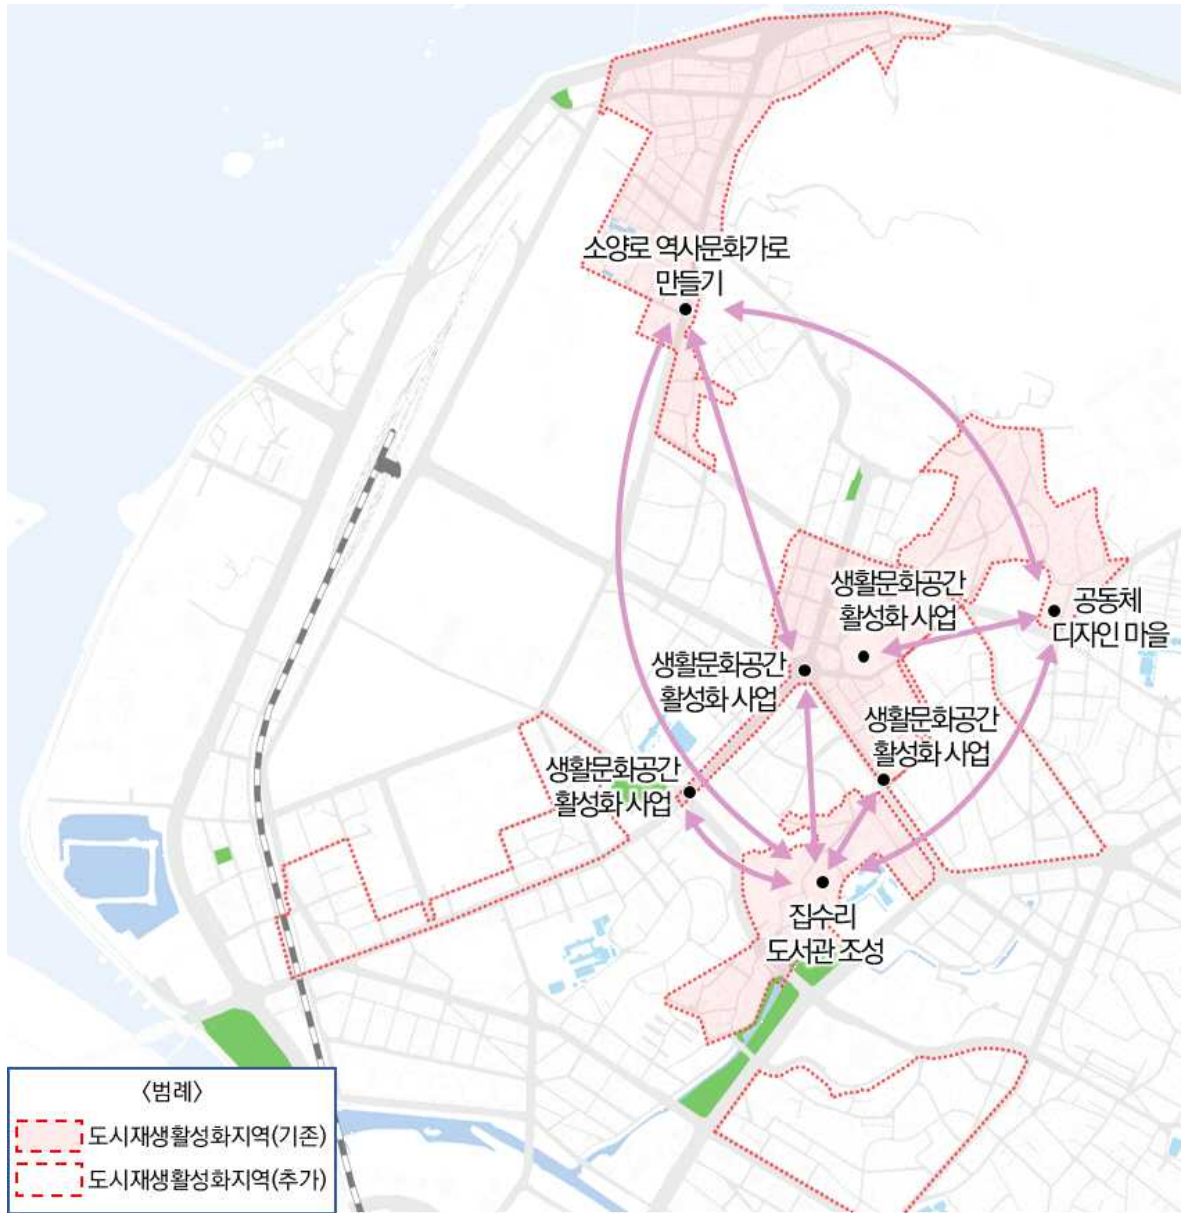 소양로 역사문화가로
만들기
생활문화공간
활성화 사업
공동체
디자인 마을
생활문화공간
활성화 사업
생활문화공간
활성화 사업
생활문화공간
활성화 사업
집수리
도서관 조성
〈범례〉
도시재생활성화지역(기존)
도시재생활성화지역(추가)